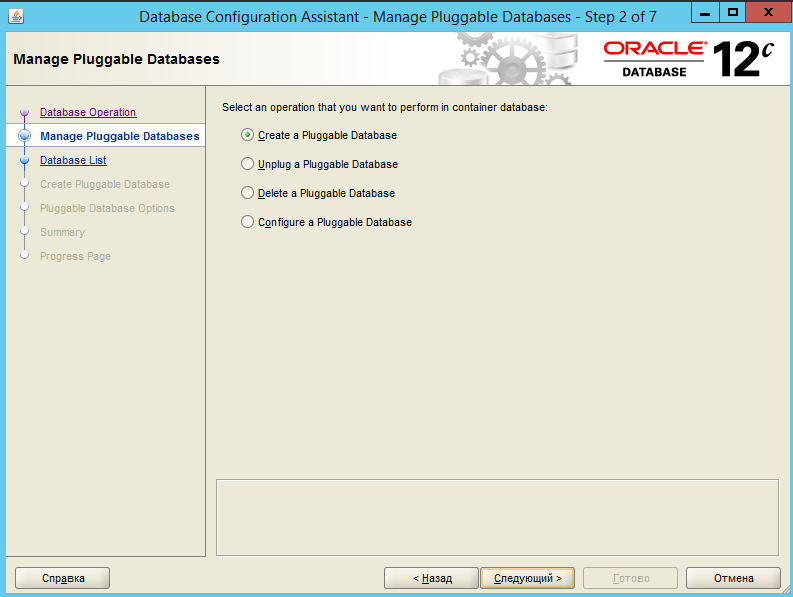 Database Configuration Assistant - Manage Pluggable Databases - Step 2 of 7
Manage Pluggable Databases
ORACLE®
DATABASE
12c
Database Operation
Manage Pluggable Databases
Database List
Create Pluggable Database
Pluggable Database Options
Summary
Progress Page
Select an operation that you want to perform in container database:
Create a Pluggable Database
Unplug a Pluggable Database
Delete a Pluggable Database
Configure a Pluggable Database
Справка
< Назад
Следующий >
Готово
Отмена